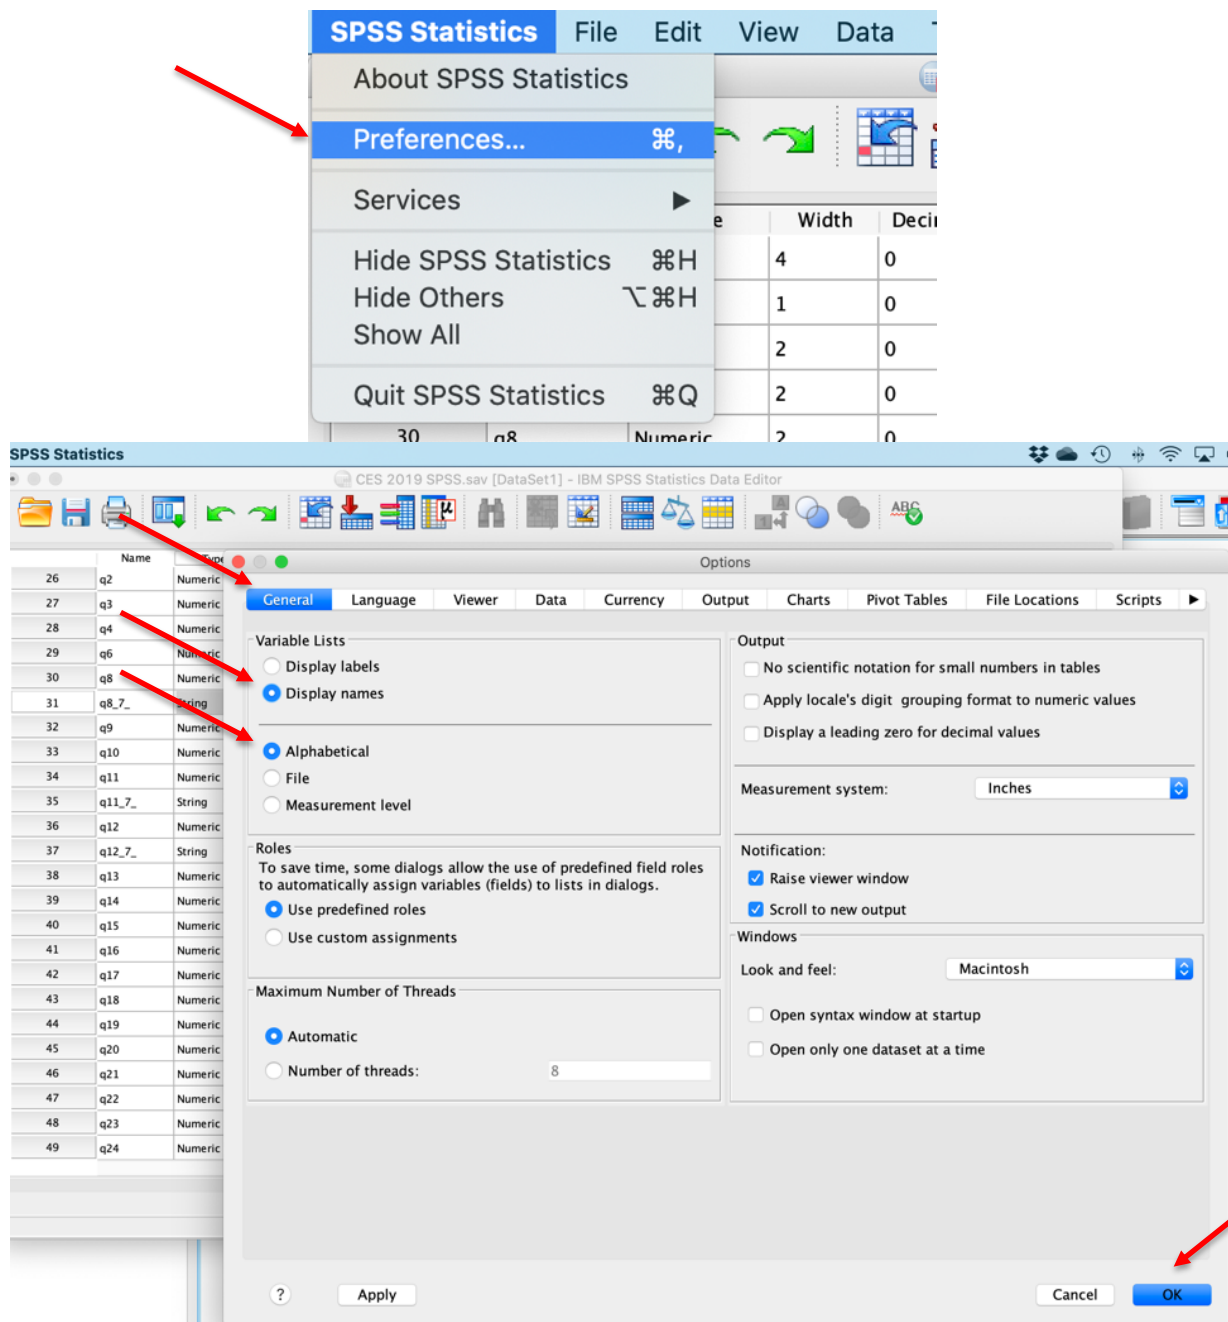 SPSS Statistics File Edit View Data
About SPSS Statistics
Preferences... ⌘,
Services ▶
Hide SPSS Statistics ⌘H
Hide Others ⌥⌘H
Show All
Quit SPSS Statistics ⌘Q
e Width Decin
4 0
1 0
2 0
2 0
30 q8 Numeric 2 0
SPSS Statistics
CES 2019 SPSS.sav [DataSet1] - IBM SPSS Statistics Data Editor
Name Type
26 q2 Numeric
27 q3 Numeric
28 q4 Numeric
29 q6 Numeric
30 q8 Numeric
31 q8_7_ String
32 q9 Numeric
33 q10 Numeric
34 q11 Numeric
35 q11_7_ String
36 q12 Numeric
37 q12_7_ String
38 q13 Numeric
39 q14 Numeric
40 q15 Numeric
41 q16 Numeric
42 q17 Numeric
43 q18 Numeric
44 q19 Numeric
45 q20 Numeric
46 q21 Numeric
47 q22 Numeric
48 q23 Numeric
49 q24 Numeric
Options
General Language Viewer Data Currency Output Charts Pivot Tables File Locations Scripts ▶
Variable Lists
Display labels
Display names
Alphabetical
File
Measurement level
Roles
To save time, some dialogs allow the use of predefined field roles
to automatically assign variables (fields) to lists in dialogs.
Use predefined roles
Use custom assignments
Maximum Number of Threads
Automatic
Number of threads: 8
Output
No scientific notation for small numbers in tables
Apply locale's digit grouping format to numeric values
Display a leading zero for decimal values
Measurement system: Inches
Notification:
Raise viewer window
Scroll to new output
Windows
Look and feel: Macintosh
Open syntax window at startup
Open only one dataset at a time
? Apply Cancel OK